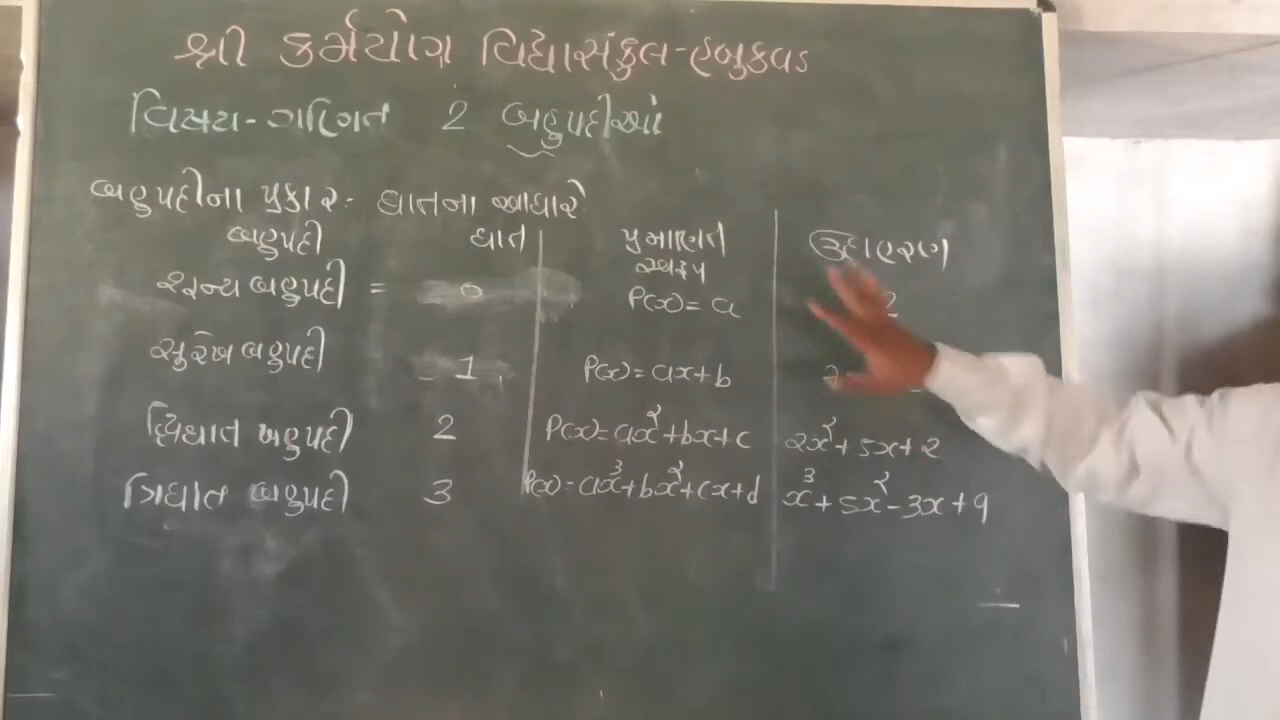 શ્રી કર્મયોગ વિદ્યાસંકુલ-હબુકવડ
વિષય-ગણિત 2 બહુપદીઓ
બહુપદીના પ્રકાર:- ઘાતના આધારે
બહુપદી ઘાત પ્રમાણિત સ્વરૂપ ઉદાહરણ
શૂન્ય બહુપદી = 0 P(x)=a 2
સુરેખ બહુપદી 1 P(x)=ax+b
દ્વિઘાત બહુપદી 2 P(x)=ax²+bx+c 2x²+5x+2
ત્રિઘાત બહુપદી 3 P(x)=ax³+bx²+cx+d x³+5x²-3x+9